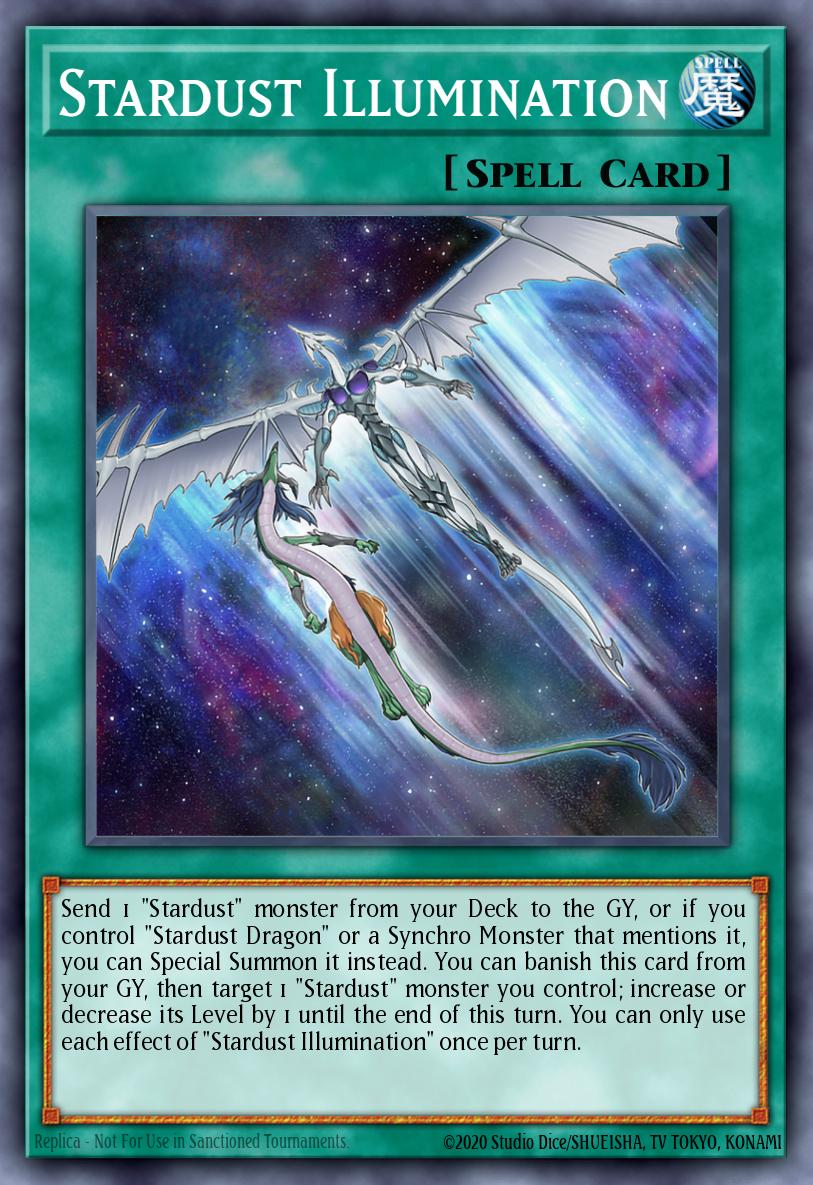 STARDUST ILLUMINATION
SPELL
魔
[SPELL CARD]
Send 1 "Stardust" monster from your Deck to the GY, or if you
control "Stardust Dragon" or a Synchro Monster that mentions it,
you can Special Summon it instead. You can banish this card from
your GY, then target 1 "Stardust" monster you control; increase or
decrease its Level by 1 until the end of this turn. You can only use
each effect of "Stardust Illumination" once per turn.
Replica - Not For Use in Sanctioned Tournaments.
©2020 Studio Dice/SHUEISHA, TV TOKYO, KONAMI